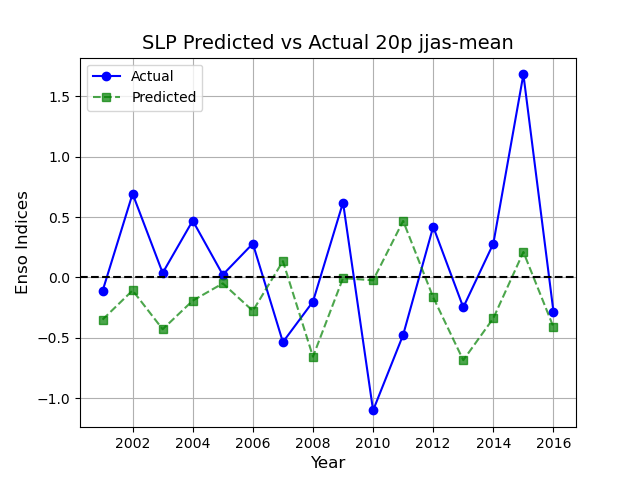 SLP Predicted vs Actual 20p jjas-mean
Actual
Predicted
Enso Indices
1.5
1.0
0.5
0.0
−0.5
−1.0
2002 2004 2006 2008 2010 2012 2014 2016
Year